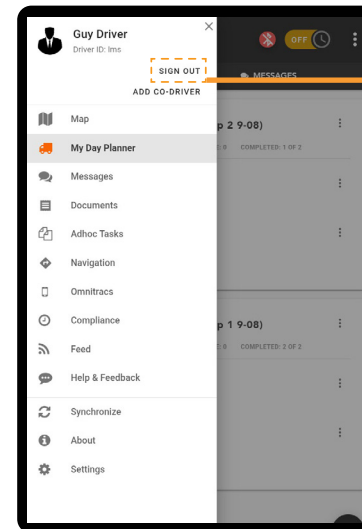 Guy Driver
Driver ID: lms
OFF
SIGN OUT
MESSAGES
ADD CO-DRIVER
Map
p 2 9-08)
My Day Planner
: 0 COMPLETED: 1 OF 2
Messages
Documents
Adhoc Tasks
Navigation
Omnitracs
Compliance
p 1 9-08)
Feed
: 0 COMPLETED: 2 OF 2
Help & Feedback
Synchronize
About
Settings